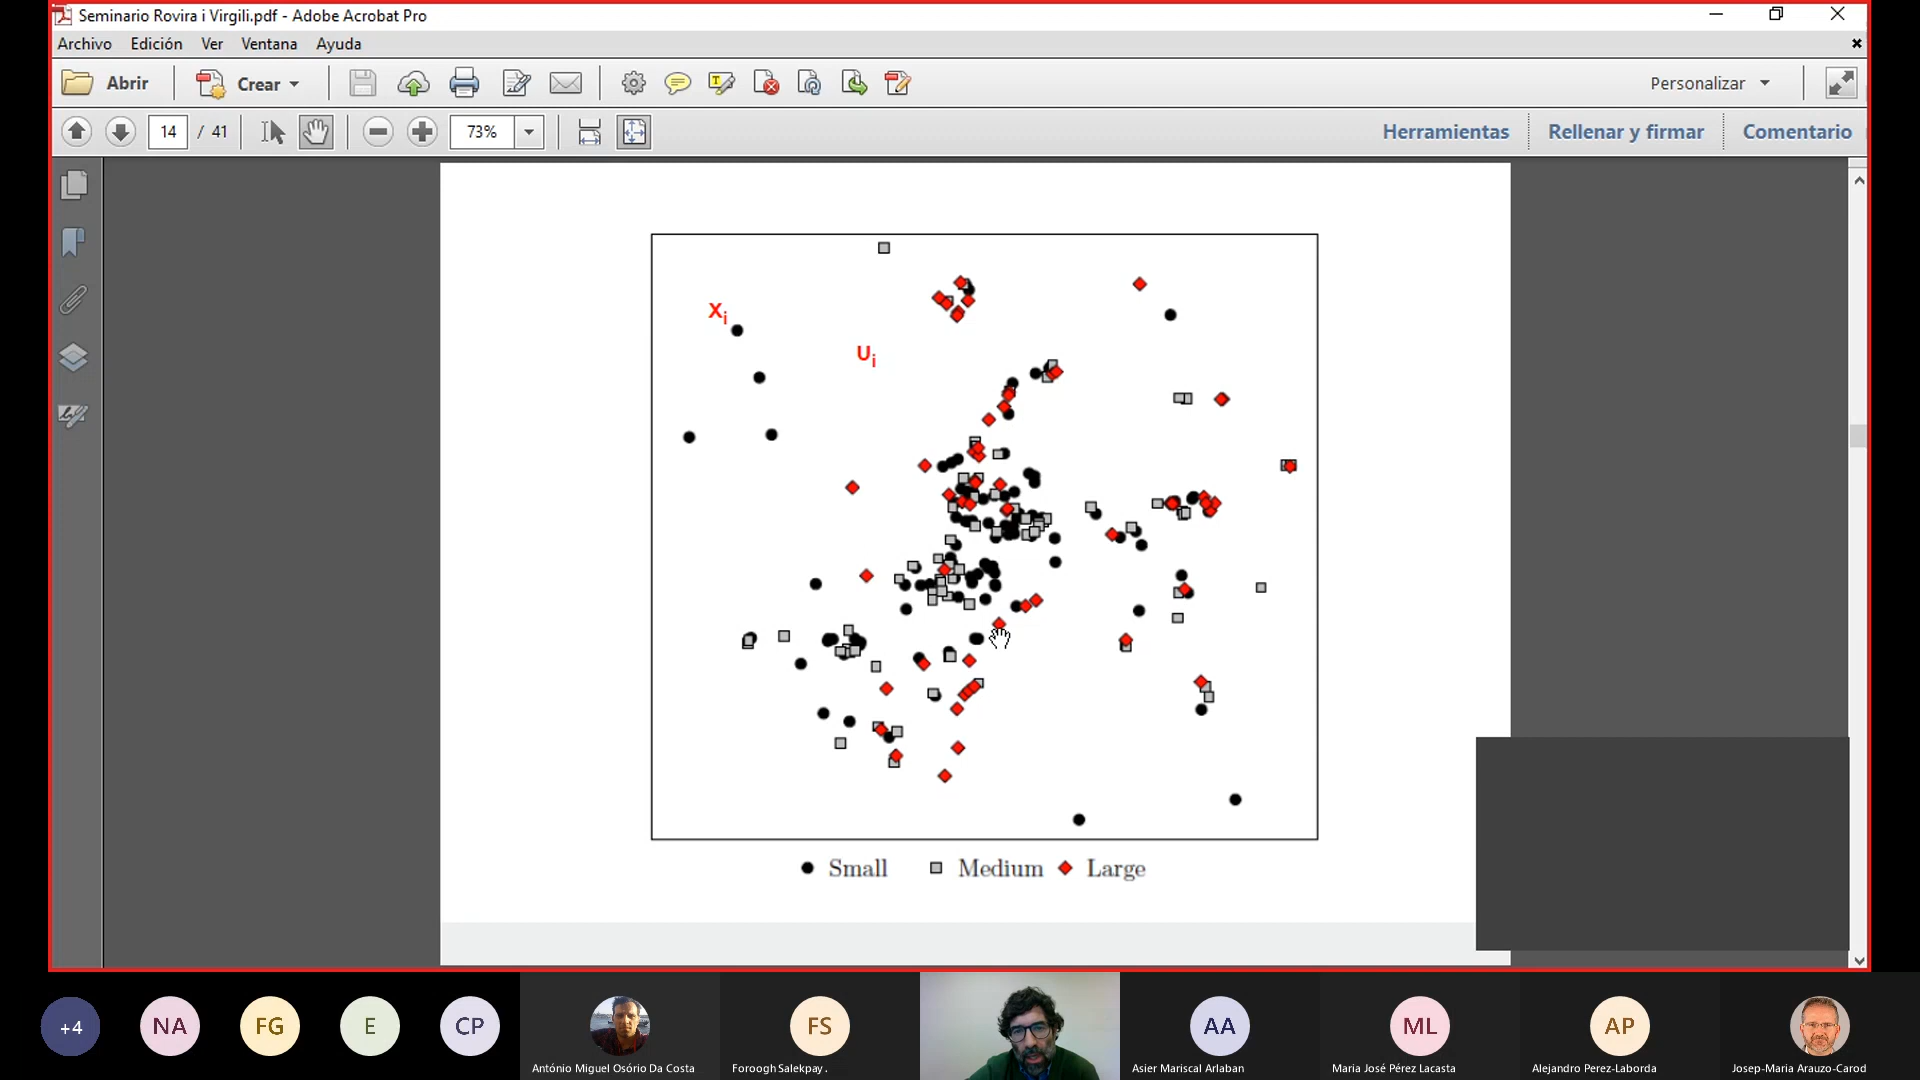 Seminario Rovira i Virgili.pdf - Adobe Acrobat Pro
Archivo Edición Ver Ventana Ayuda
Abrir Crear Personalizar
14 / 41 73% Herramientas Rellenar y firmar Comentario
Xi
Ui
Small Medium Large
+4 NA FG E CP FS AA ML AP
António Miguel Osório Da Costa Foroogh Salekpay . Asier Mariscal Arlaban Maria José Pérez Lacasta Alejandro Perez-Laborda Josep-Maria Arauzo-Carod